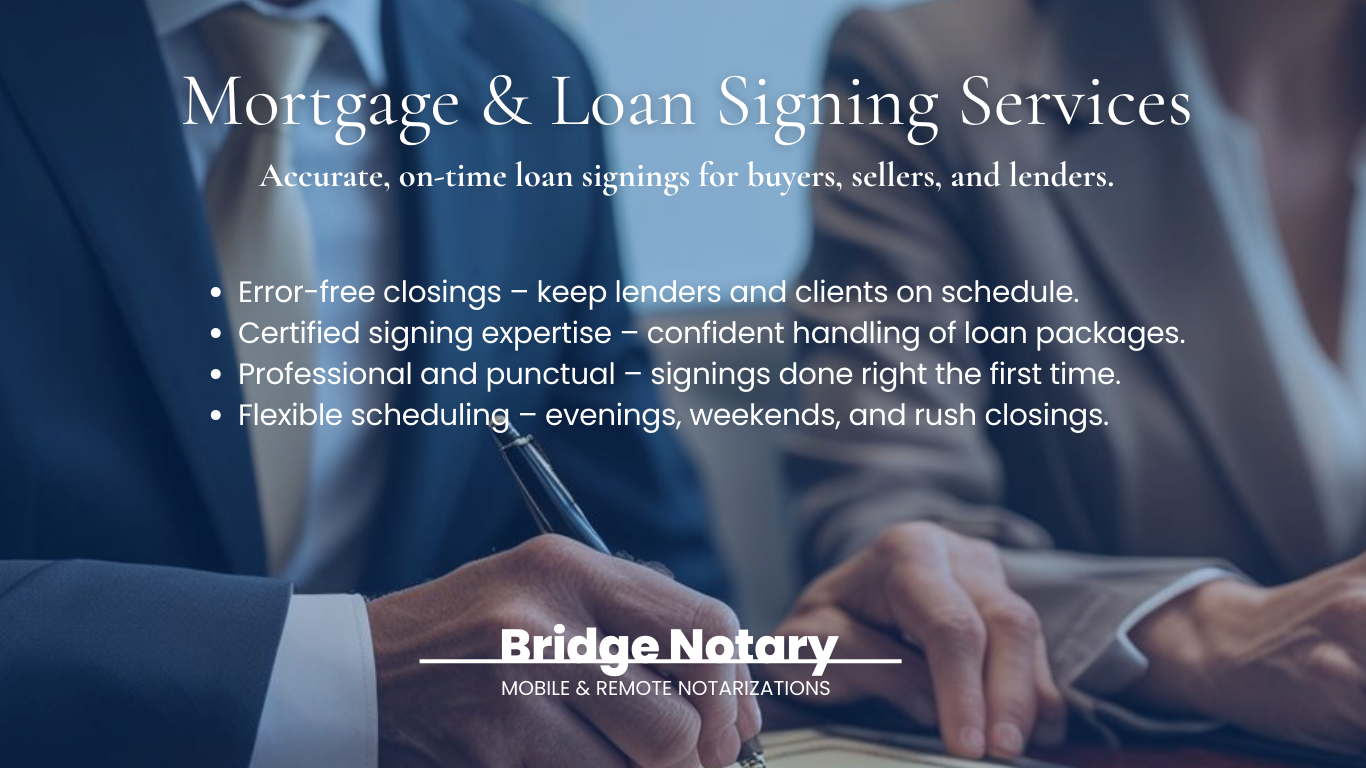 Mortgage & Loan Signing Services
Accurate, on-time loan signings for buyers, sellers, and lenders.
• Error-free closings – keep lenders and clients on schedule.
• Certified signing expertise – confident handling of loan packages.
• Professional and punctual – signings done right the first time.
• Flexible scheduling – evenings, weekends, and rush closings.
Bridge Notary
MOBILE & REMOTE NOTARIZATIONS